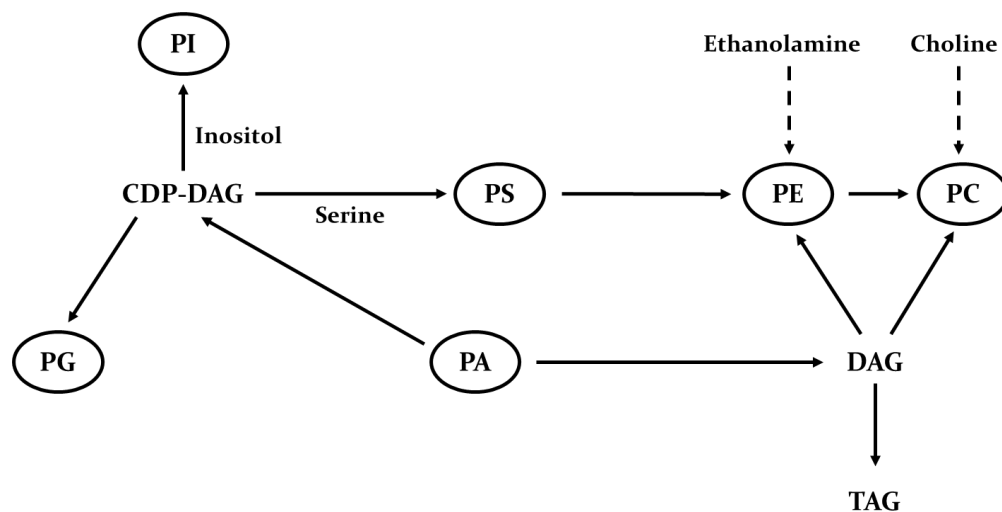 PI
Ethanolamine
Choline
Inositol
CDP-DAG
Serine
PS
PE
PC
PG
PA
DAG
TAG